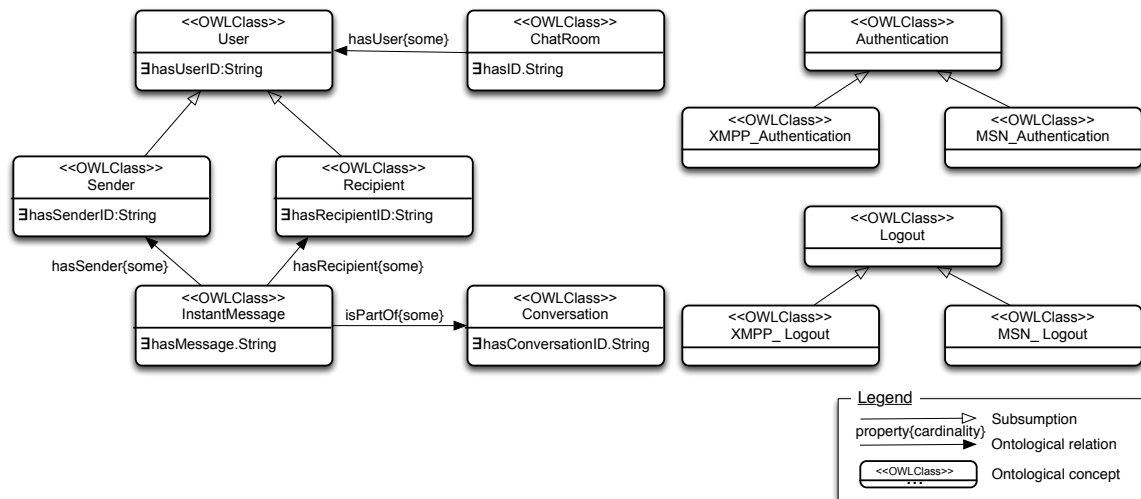 <<OWLClass>>
User
∃hasUserID:String
hasUser{some}
<<OWLClass>>
ChatRoom
∃hasID.String
<<OWLClass>>
Sender
∃hasSenderID:String
<<OWLClass>>
Recipient
∃hasRecipientID:String
hasSender{some}
hasRecipient{some}
<<OWLClass>>
InstantMessage
∃hasMessage.String
isPartOf{some}
<<OWLClass>>
Conversation
∃hasConversationID.String
<<OWLClass>>
Authentication
<<OWLClass>>
XMPP_Authentication
<<OWLClass>>
MSN_Authentication
<<OWLClass>>
Logout
<<OWLClass>>
XMPP_ Logout
<<OWLClass>>
MSN_ Logout
Legend
Subsumption
property{cardinality}
Ontological relation
<<OWLClass>>
...
Ontological concept